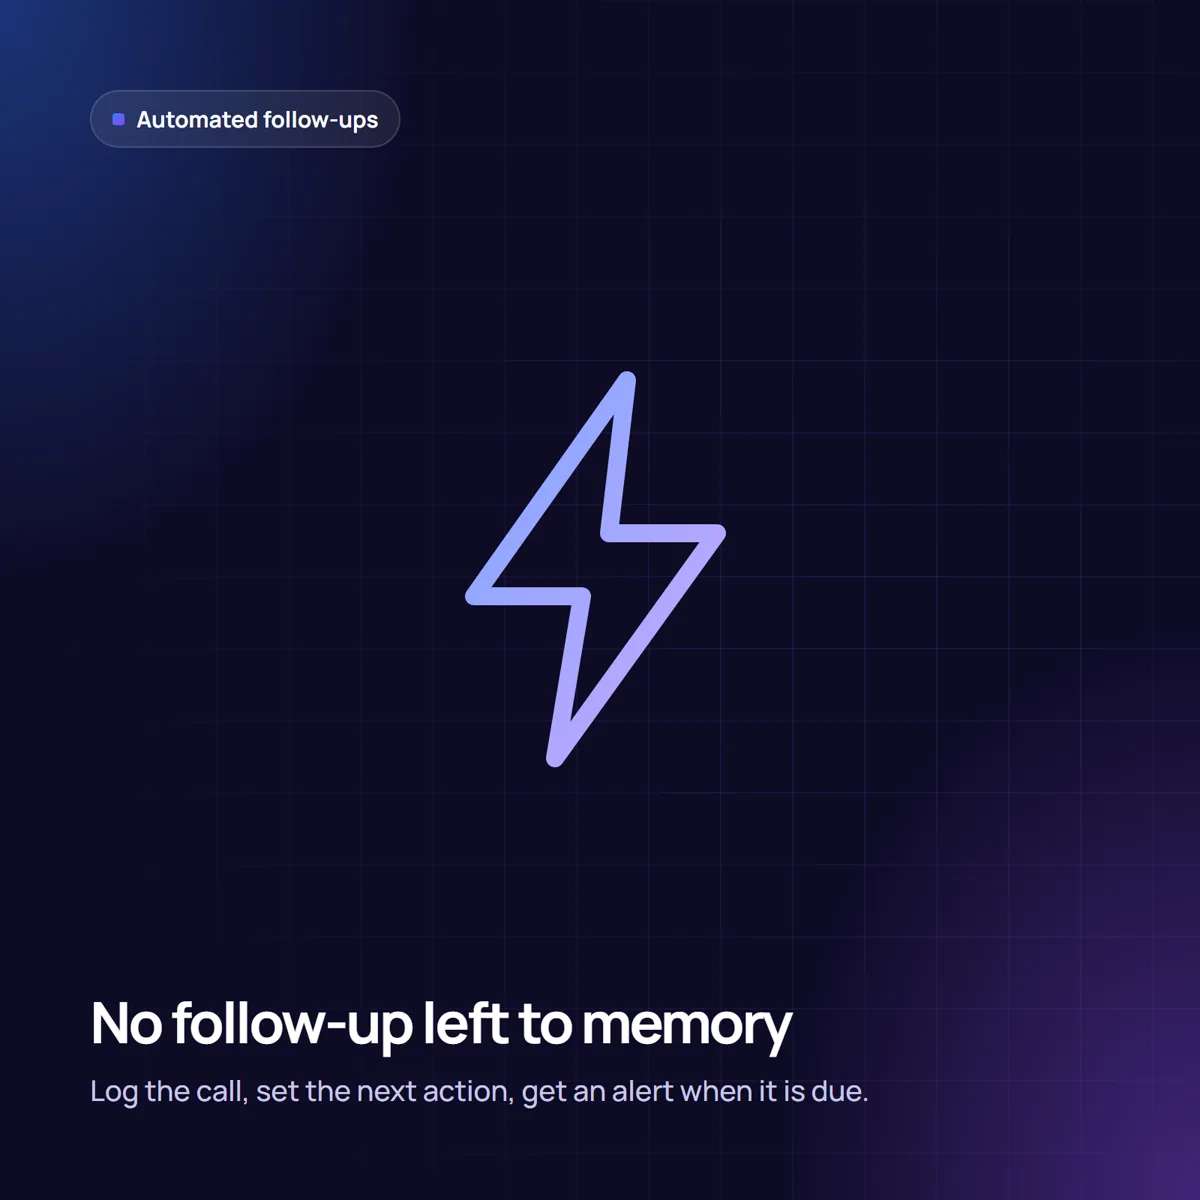 Automated follow-ups
No follow-up left to memory
Log the call, set the next action, get an alert when it is due.